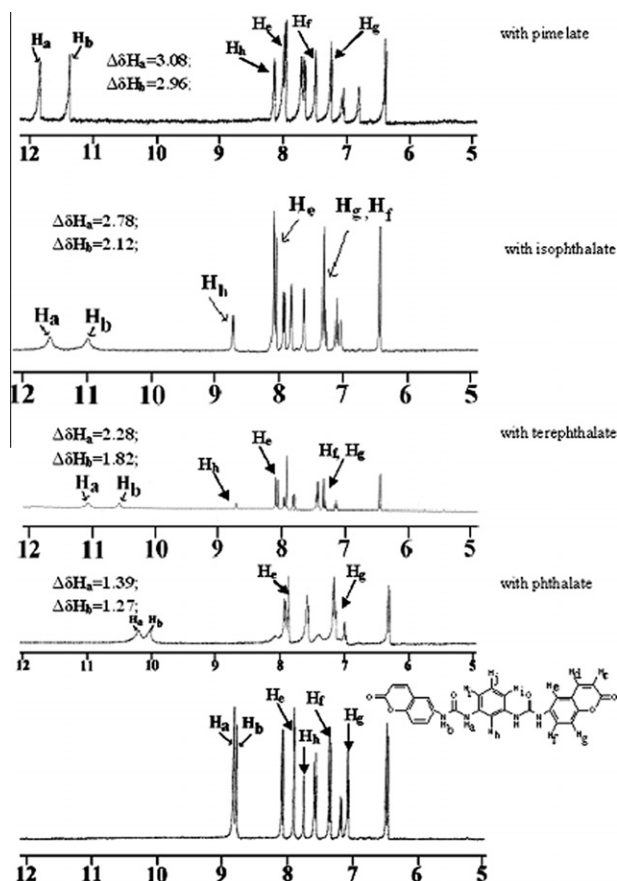 Ha Hb
ΔδHa=3.08;
ΔδHb=2.96;
Hh He Hf Hg
with pimelate
12 11 10 9 8 7 6 5
ΔδHa=2.78;
ΔδHb=2.12;
He Hg, Hf
with isophthalate
Ha Hb Hh
12 11 10 9 8 7 6 5
ΔδHa=2.28;
ΔδHb=1.82;
He Hf, Hg
with terephthalate
Ha Hb Hh
12 11 10 9 8 7 6 5
ΔδHa=1.39;
ΔδHb=1.27;
He Hg
with phthalate
Ha Hb
12 11 10 9 8 7 6 5
Ha Hb He Hh Hf Hg
12 11 10 9 8 7 6 5